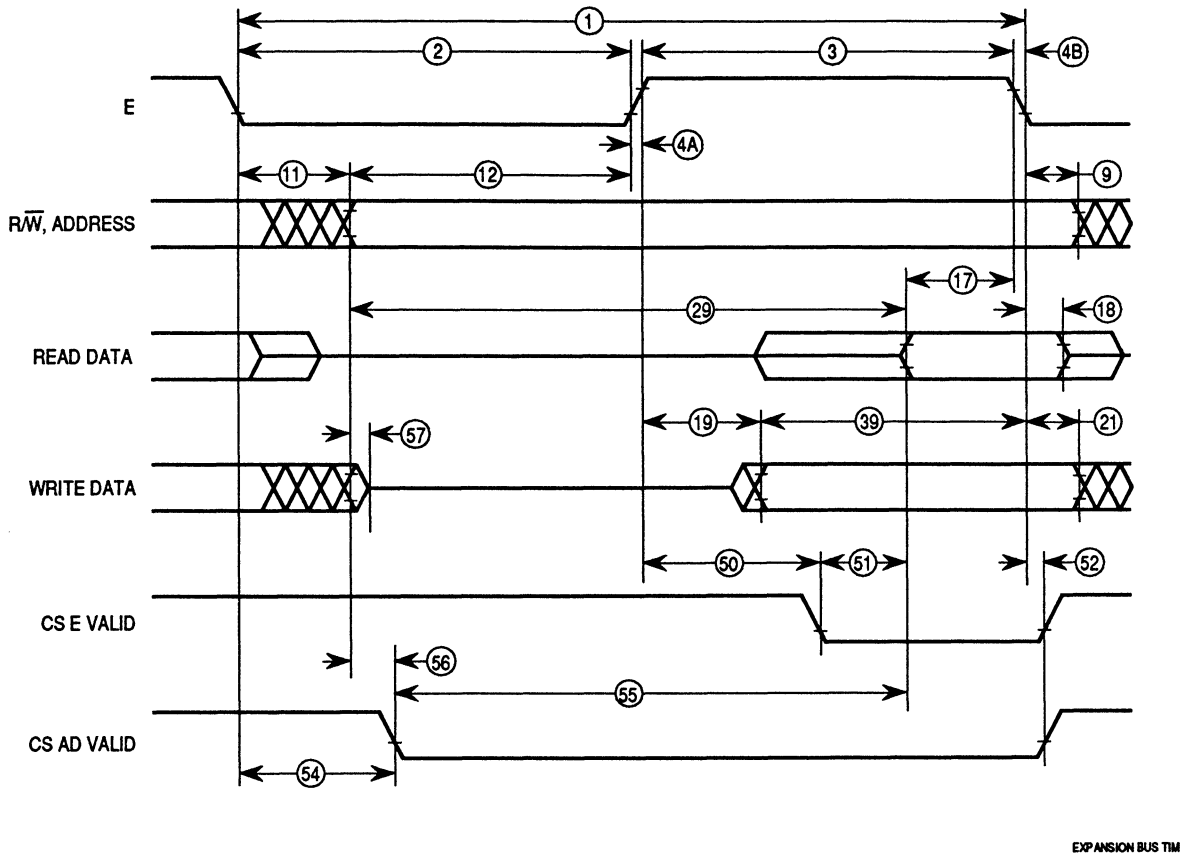 1
2
3
4B
E
4A
11
12
9
R/W̅, ADDRESS
17
29
18
READ DATA
19
39
21
57
WRITE DATA
50
51
52
CS E VALID
56
55
CS AD VALID
54
EXPANSION BUS TIM